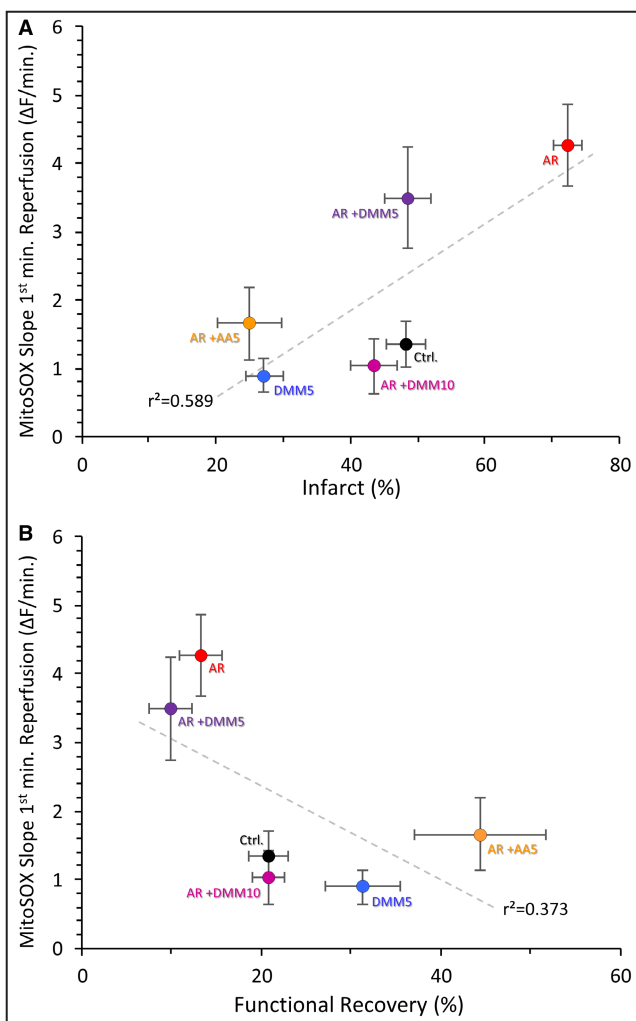 A
MitoSOX Slope 1st min. Reperfusion (ΔF/min.)
6
5
4
3
2
1
0
AR
AR +DMM5
AR +AA5
Ctrl.
AR +DMM10
DMM5
r²=0.589
0 20 40 60 80
Infarct (%)
B
MitoSOX Slope 1st min. Reperfusion (ΔF/min.)
6
5
4
3
2
1
0
AR
AR +DMM5
Ctrl.
AR +DMM10
AR +AA5
DMM5
r²=0.373
0 20 40 60
Functional Recovery (%)